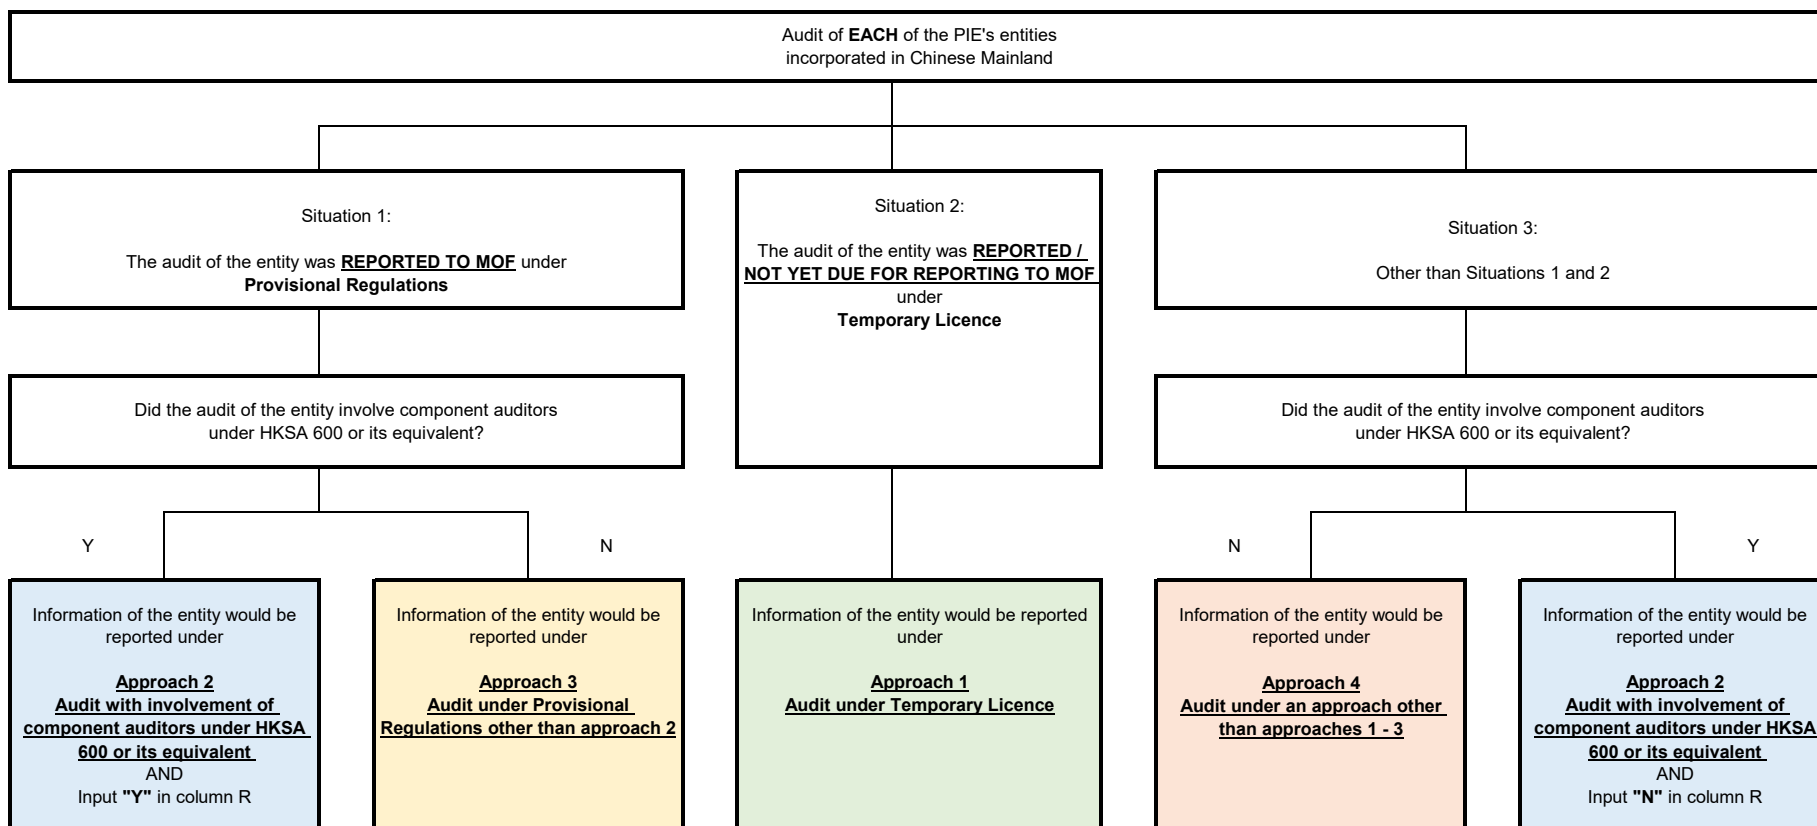 Audit of EACH of the PIE's entities
incorporated in Chinese Mainland
Situation 1:
The audit of the entity was REPORTED TO MOF under
Provisional Regulations
Situation 2:
The audit of the entity was REPORTED /
NOT YET DUE FOR REPORTING TO MOF
under
Temporary Licence
Situation 3:
Other than Situations 1 and 2
Did the audit of the entity involve component auditors
under HKSA 600 or its equivalent?
Did the audit of the entity involve component auditors
under HKSA 600 or its equivalent?
Y
N
N
Y
Information of the entity would be
reported under
Approach 2
Audit with involvement of
component auditors under HKSA
600 or its equivalent
AND
Input "Y" in column R
Information of the entity would be
reported under
Approach 3
Audit under Provisional
Regulations other than approach 2
Information of the entity would be reported
under
Approach 1
Audit under Temporary Licence
Information of the entity would be
reported under
Approach 4
Audit under an approach other
than approaches 1 - 3
Information of the entity would be
reported under
Approach 2
Audit with involvement of
component auditors under HKSA
600 or its equivalent
AND
Input "N" in column R